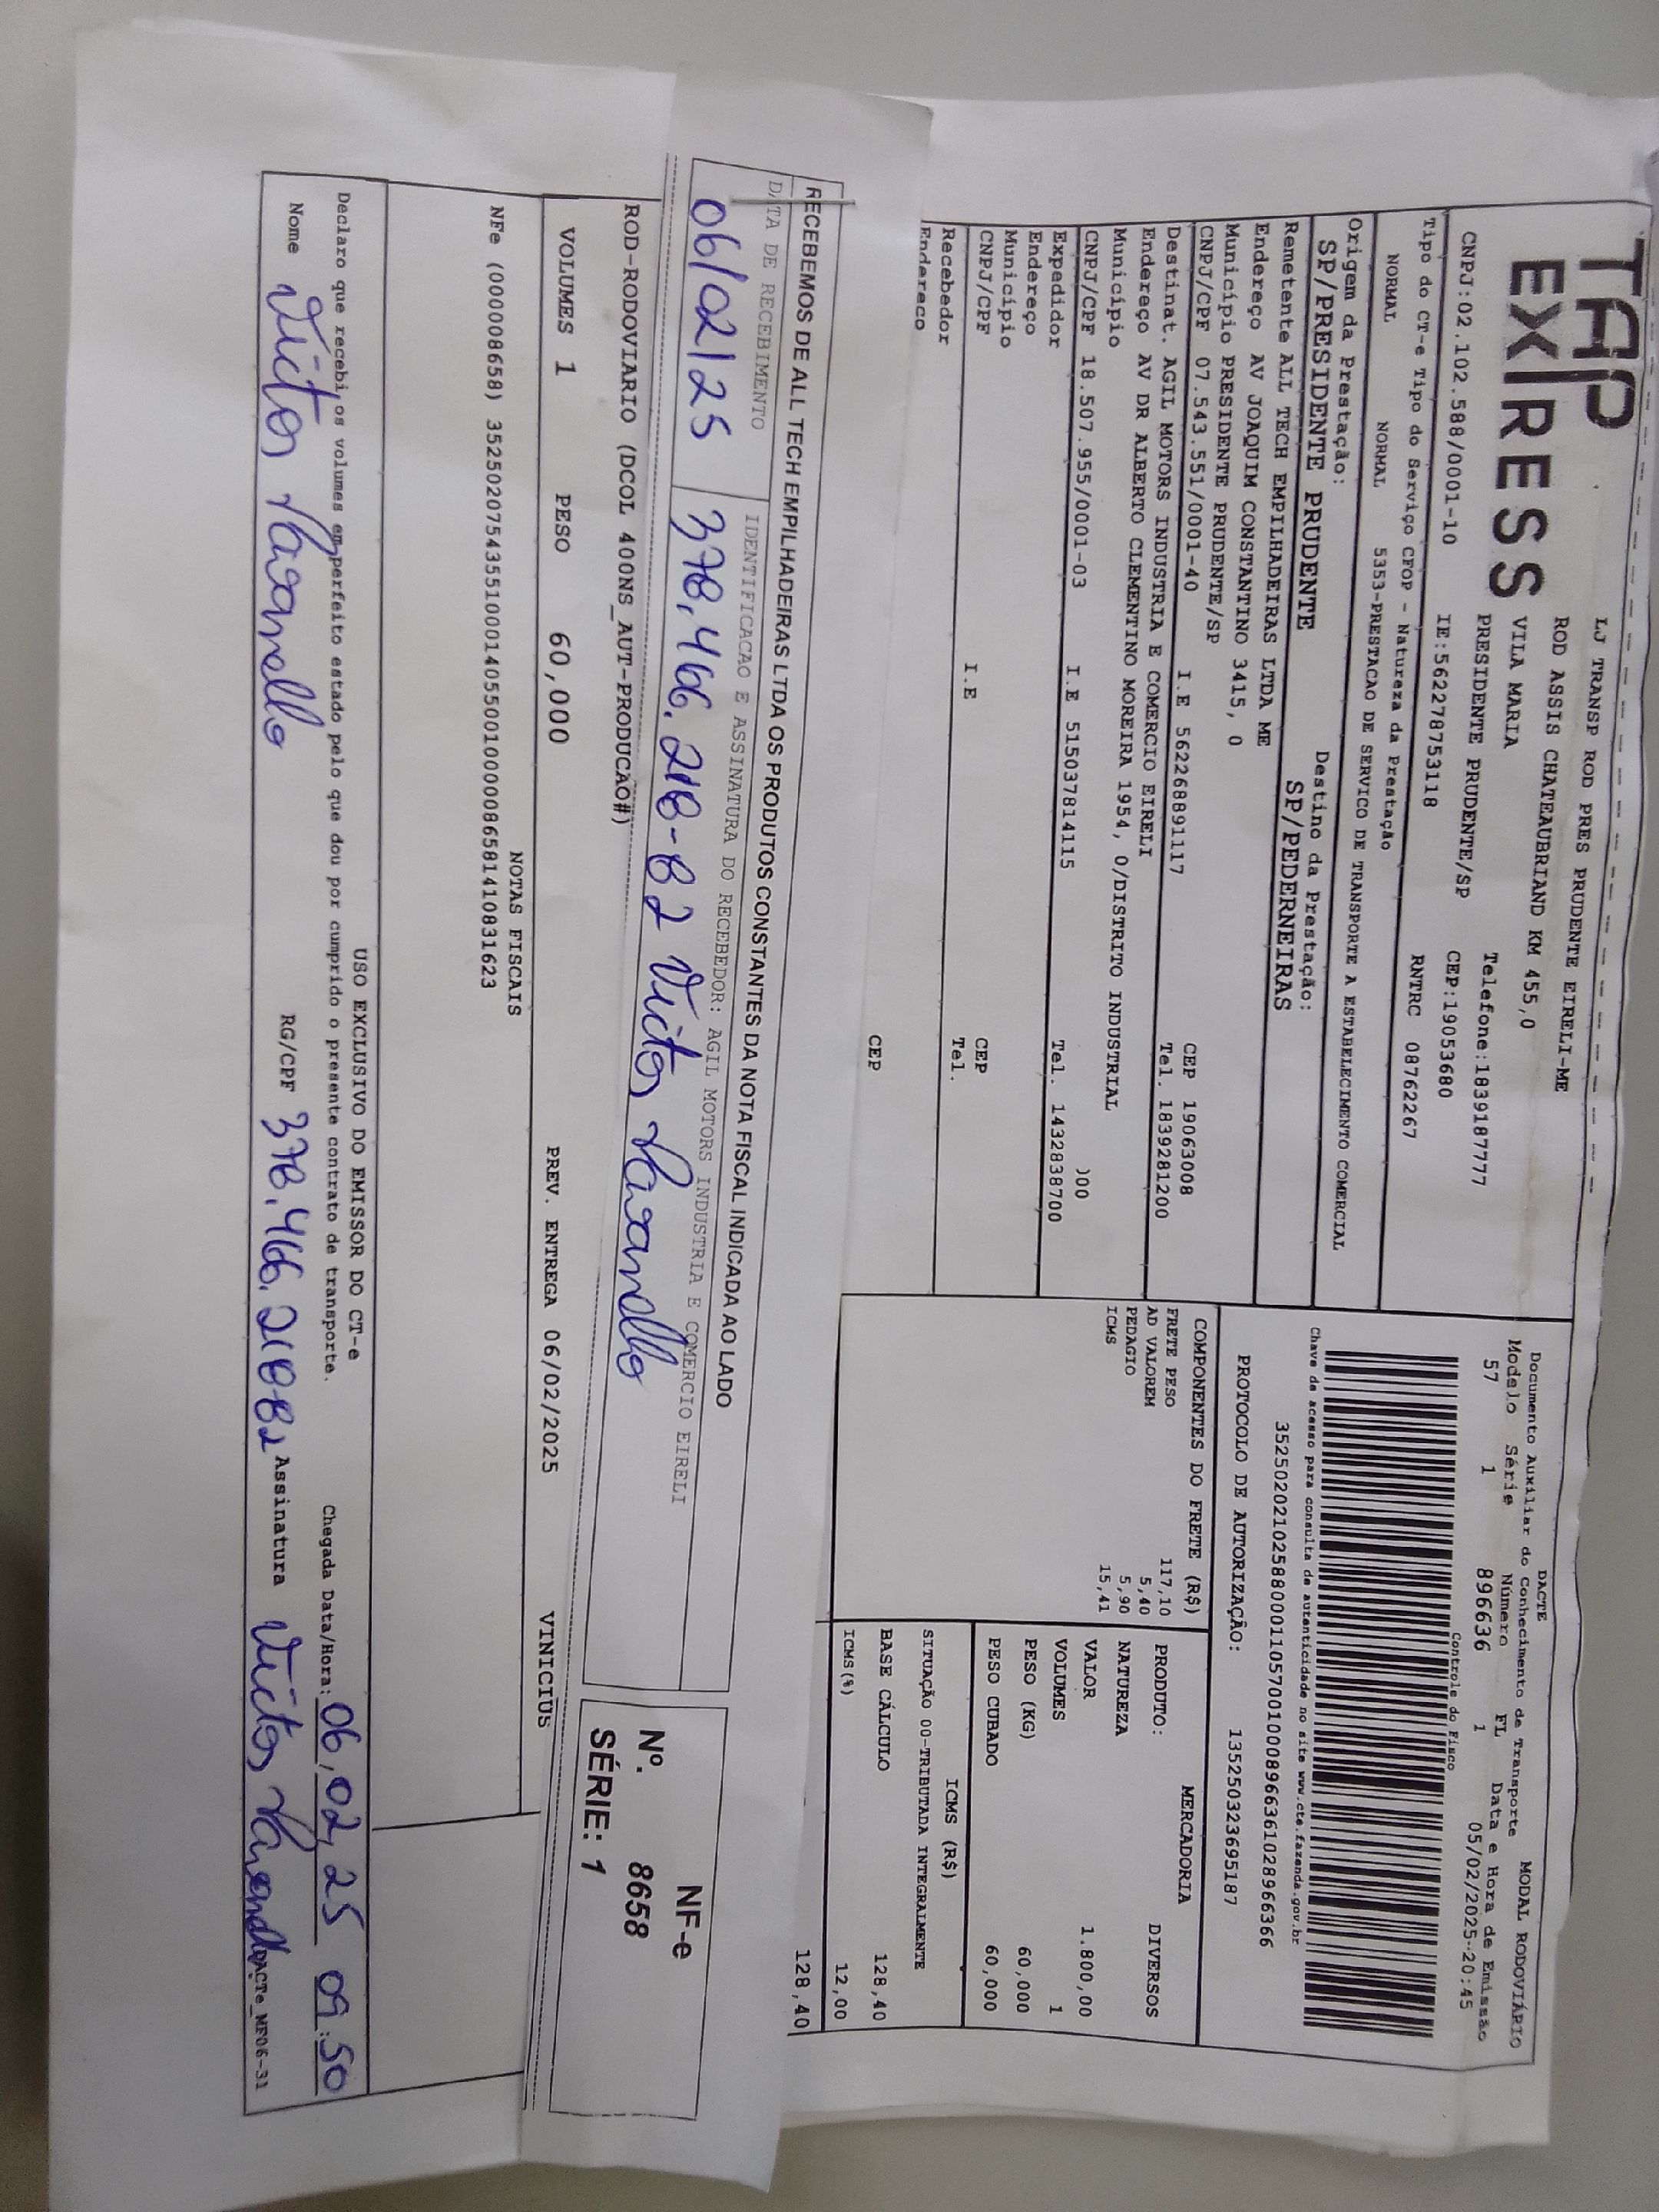 TAP
EXPRESS
LJ TRANSP ROD PRES PRUDENTE EIRELI-ME
ROD ASSIS CHATEAUBRIAND KM 455,0
VILA MARIA
PRESIDENTE PRUDENTE/SP
Telefone:1839187777
CNPJ:02.102.588/0001-10 IE:562278753118 CEP:19053680
Tipo do CT-e Tipo do Serviço CFOP - Natureza da Prestação RNTRC 08762267
NORMAL NORMAL 5353-PRESTACAO DE SERVICO DE TRANSPORTE A ESTABELECIMENTO COMERCIAL
Origem da Prestação: Destino da Prestação:
SP/PRESIDENTE PRUDENTE SP/PEDERNEIRAS
Remetente ALL TECH EMPILHADEIRAS LTDA ME
Endereço AV JOAQUIM CONSTANTINO 3415, 0
Município PRESIDENTE PRUDENTE/SP CEP 19063008
CNPJ/CPF 07.543.551/0001-40 I.E 562268891117 Tel. 1839281200
Destinat. AGIL MOTORS INDUSTRIA E COMERCIO EIRELI
Endereço AV DR ALBERTO CLEMENTINO MOREIRA 1954, 0/DISTRITO INDUSTRIAL
Município )00
CNPJ/CPF 18.507.955/0001-03 I.E 515037814115 Tel. 1432838700
Expedidor
Endereço
Município CEP
CNPJ/CPF I.E Tel.
Recebedor
Endereço
CEP
DACTE
Documento Auxiliar do Conhecimento de Transporte MODAL RODOVIÁRIO
Modelo Série Número FL Data e Hora de Emissão
57 1 896636 1 05/02/2025-20:45
Controle do Fisco
Chave de acesso para consulta de autenticidade no site www.cte.fazenda.gov.br
35250202102588000110570010008966361028966366
PROTOCOLO DE AUTORIZAÇÃO: 135250323695187
COMPONENTES DO FRETE (R$)
FRETE PESO 117,10
AD VALOREM 5,40
PEDAGIO 5,90
ICMS 15,41
MERCADORIA
PRODUTO: DIVERSOS
NATUREZA
VALOR 1.800,00
VOLUMES 1
PESO (KG) 60,000
PESO CUBADO 60,000
ICMS (R$)
SITUAÇÃO 00-TRIBUTADA INTEGRALMENTE
BASE CÁLCULO 128,40
ICMS(%) 12,00
128,40
RECEBEMOS DE ALL TECH EMPILHADEIRAS LTDA OS PRODUTOS CONSTANTES DA NOTA FISCAL INDICADA AO LADO
DATA DE RECEBIMENTO IDENTIFICACAO E ASSINATURA DO RECEBEDOR: AGIL MOTORS INDUSTRIA E COMERCIO EIRELI
06/02/25 378.466.218-82 Victor
NF-e
Nº. 8658
SÉRIE: 1
ROD-RODOVIARIO (DCOL 400NS_AUT-PRODUCAO#)
VOLUMES 1 PESO 60,000 PREV. ENTREGA 06/02/2025 VINICIUS
NOTAS FISCAIS
NFe (000008658) 35250207543551000140550010000086581410831623
USO EXCLUSIVO DO EMISSOR DO CT-e
Declaro que recebi os volumes em perfeito estado pelo que dou por cumprido o presente contrato de transporte. Chegada Data/Hora: 06,02,25 09:50
Nome Victor RG/CPF 378.466.21882 Assinatura Victor
DACTe_MF06-31